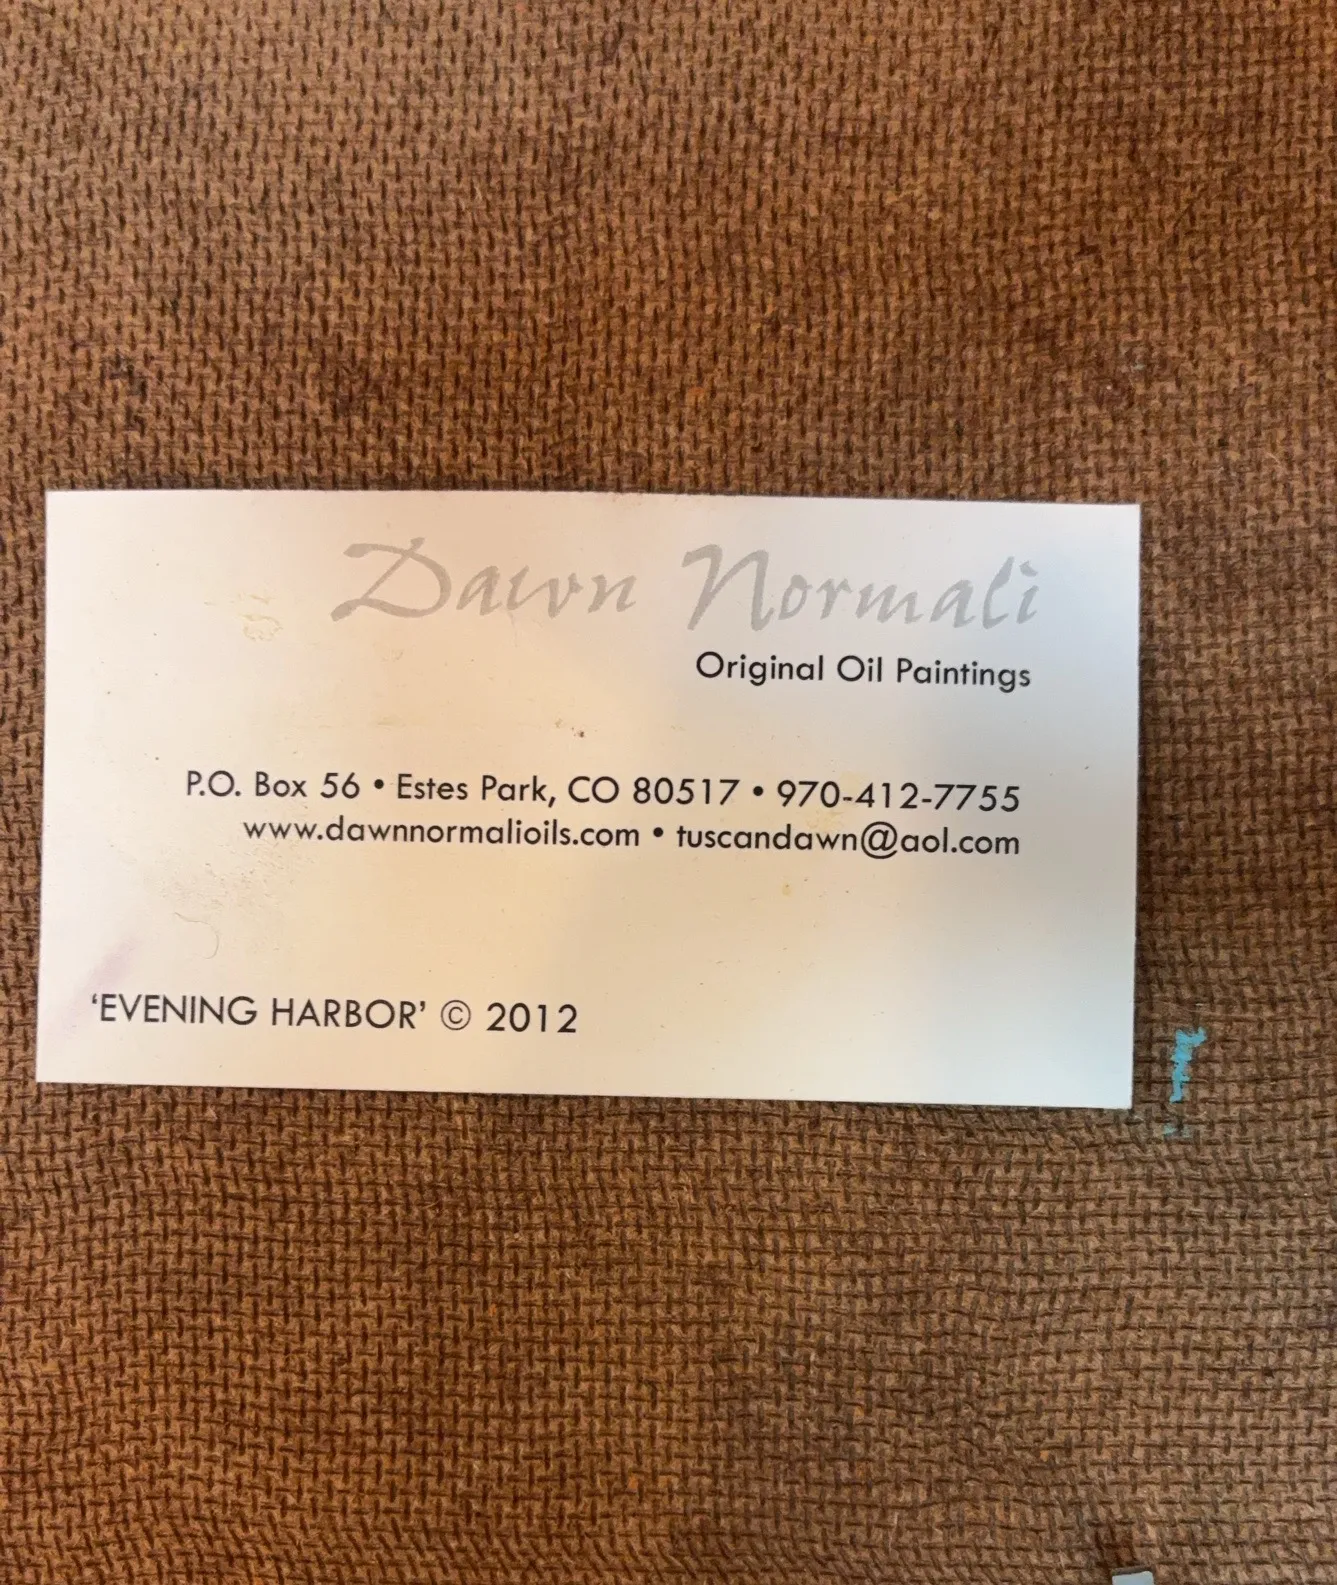 Dawn Normali
Original Oil Paintings
P.O. Box 56 • Estes Park, CO 80517 • 970-412-7755
www.dawnnormalioils.com • tuscandawn@aol.com
‘EVENING HARBOR’ © 2012